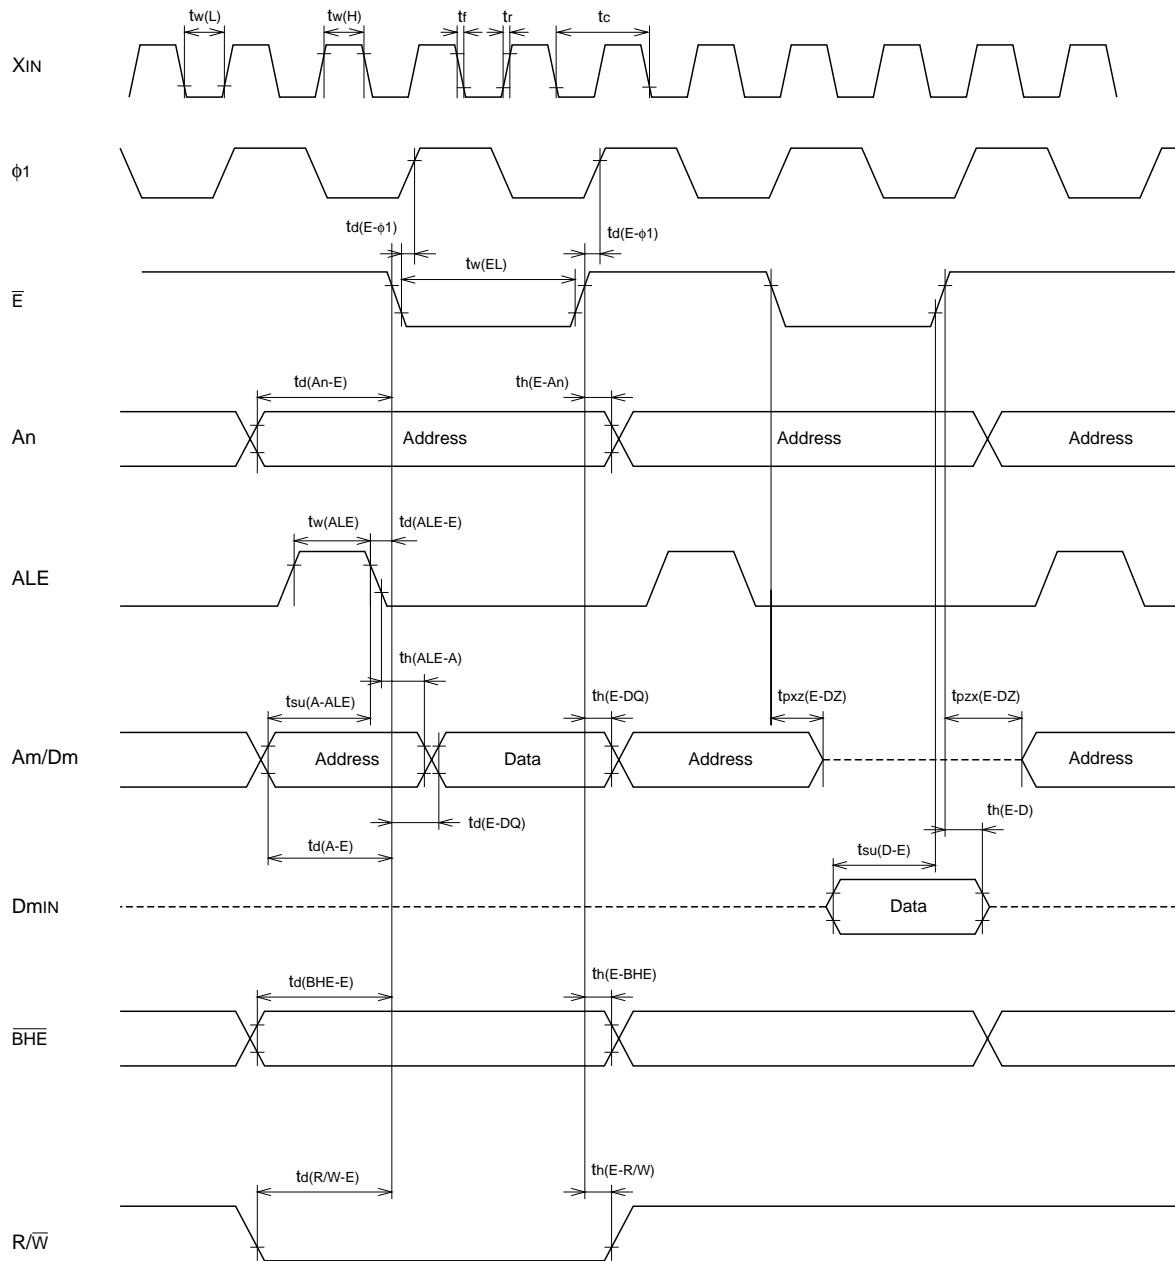 tw(L) tw(H) tf tr tc
XIN
ϕ1
td(E-ϕ1) td(E-ϕ1)
tw(EL)
E̅
td(An-E) th(E-An)
An Address Address Address
tw(ALE) td(ALE-E)
ALE
th(ALE-A)
tsu(A-ALE) th(E-DQ) tpxz(E-DZ) tpzx(E-DZ)
Am/Dm Address Data Address Address
td(E-DQ) th(E-D)
td(A-E) tsu(D-E)
DmIN Data
td(BHE-E) th(E-BHE)
B̅H̅E̅
td(R/W-E) th(E-R/W)
R/W̅